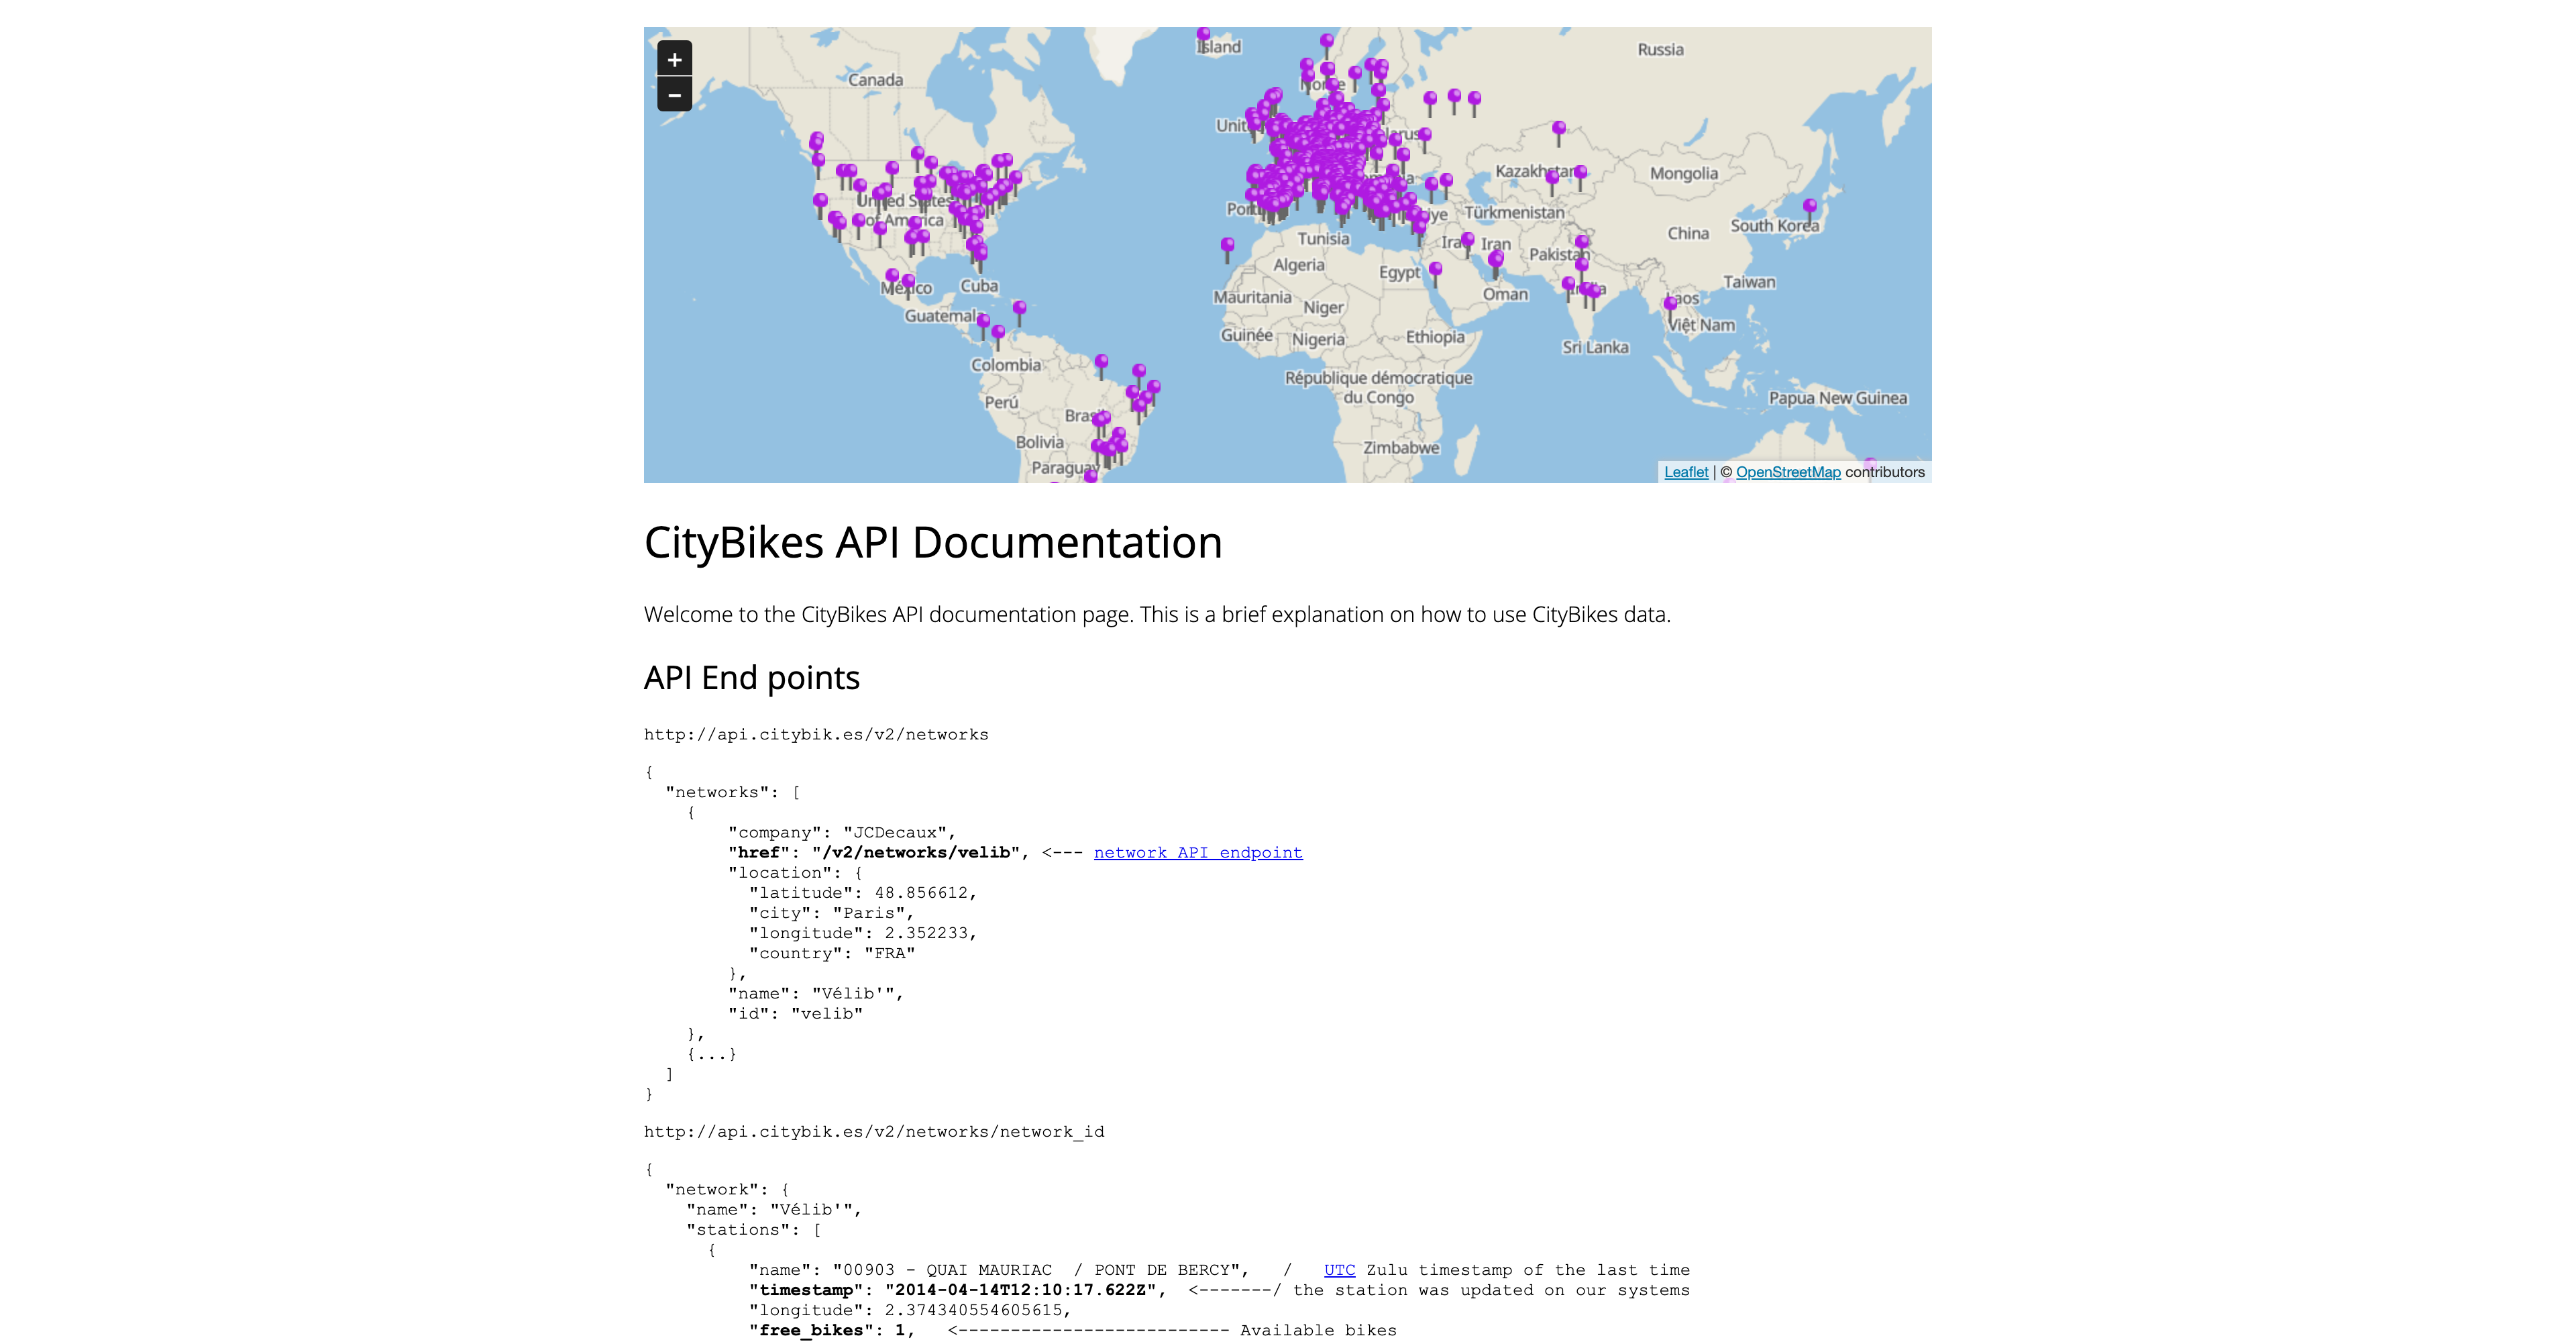 +
−
Island
Russia
Canada
Norge
Kazakhstan
Mongolia
United States
of America
Türkmenistan
South Korea
China
Tunisia
Iran
Pakistan
Algeria
Egypt
Taiwan
México
Cuba
Mauritania
Niger
Oman
Laos
Guatemala
Việt Nam
Guinée
Nigeria
Ethiopia
Sri Lanka
Colombia
République démocratique
du Congo
Perú
Papua New Guinea
Brasil
Bolivia
Zimbabwe
Paraguay
Leaflet | © OpenStreetMap contributors
CityBikes API Documentation
Welcome to the CityBikes API documentation page. This is a brief explanation on how to use CityBikes data.
API End points
http://api.citybik.es/v2/networks
{
  "networks": [
    {
        "company": "JCDecaux",
        "href": "/v2/networks/velib", <--- network API endpoint
        "location": {
          "latitude": 48.856612,
          "city": "Paris",
          "longitude": 2.352233,
          "country": "FRA"
        },
        "name": "Vélib'",
        "id": "velib"
    },
    {...}
  ]
}
http://api.citybik.es/v2/networks/network_id
{
  "network": {
    "name": "Vélib'",
    "stations": [
      {
          "name": "00903 - QUAI MAURIAC  / PONT DE BERCY",   /   UTC Zulu timestamp of the last time
          "timestamp": "2014-04-14T12:10:17.622Z",  <-------/ the station was updated on our systems
          "longitude": 2.374340554605615,
          "free_bikes": 1,   <-------------------------- Available bikes